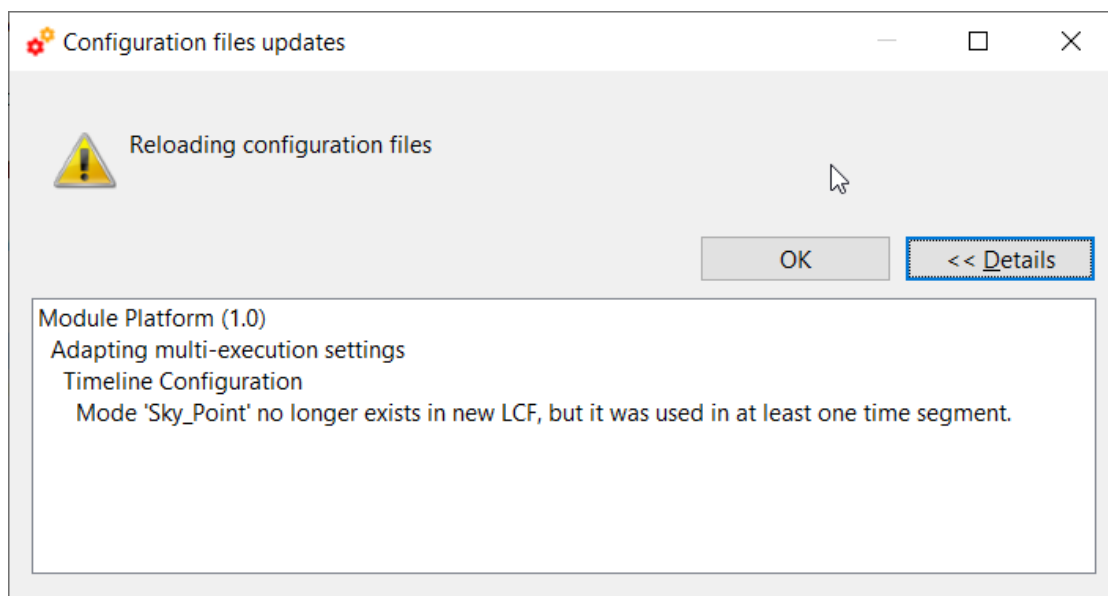 Configuration files updates
Reloading configuration files
OK
<< Details
Module Platform (1.0)
Adapting multi-execution settings
Timeline Configuration
Mode 'Sky_Point' no longer exists in new LCF, but it was used in at least one time segment.